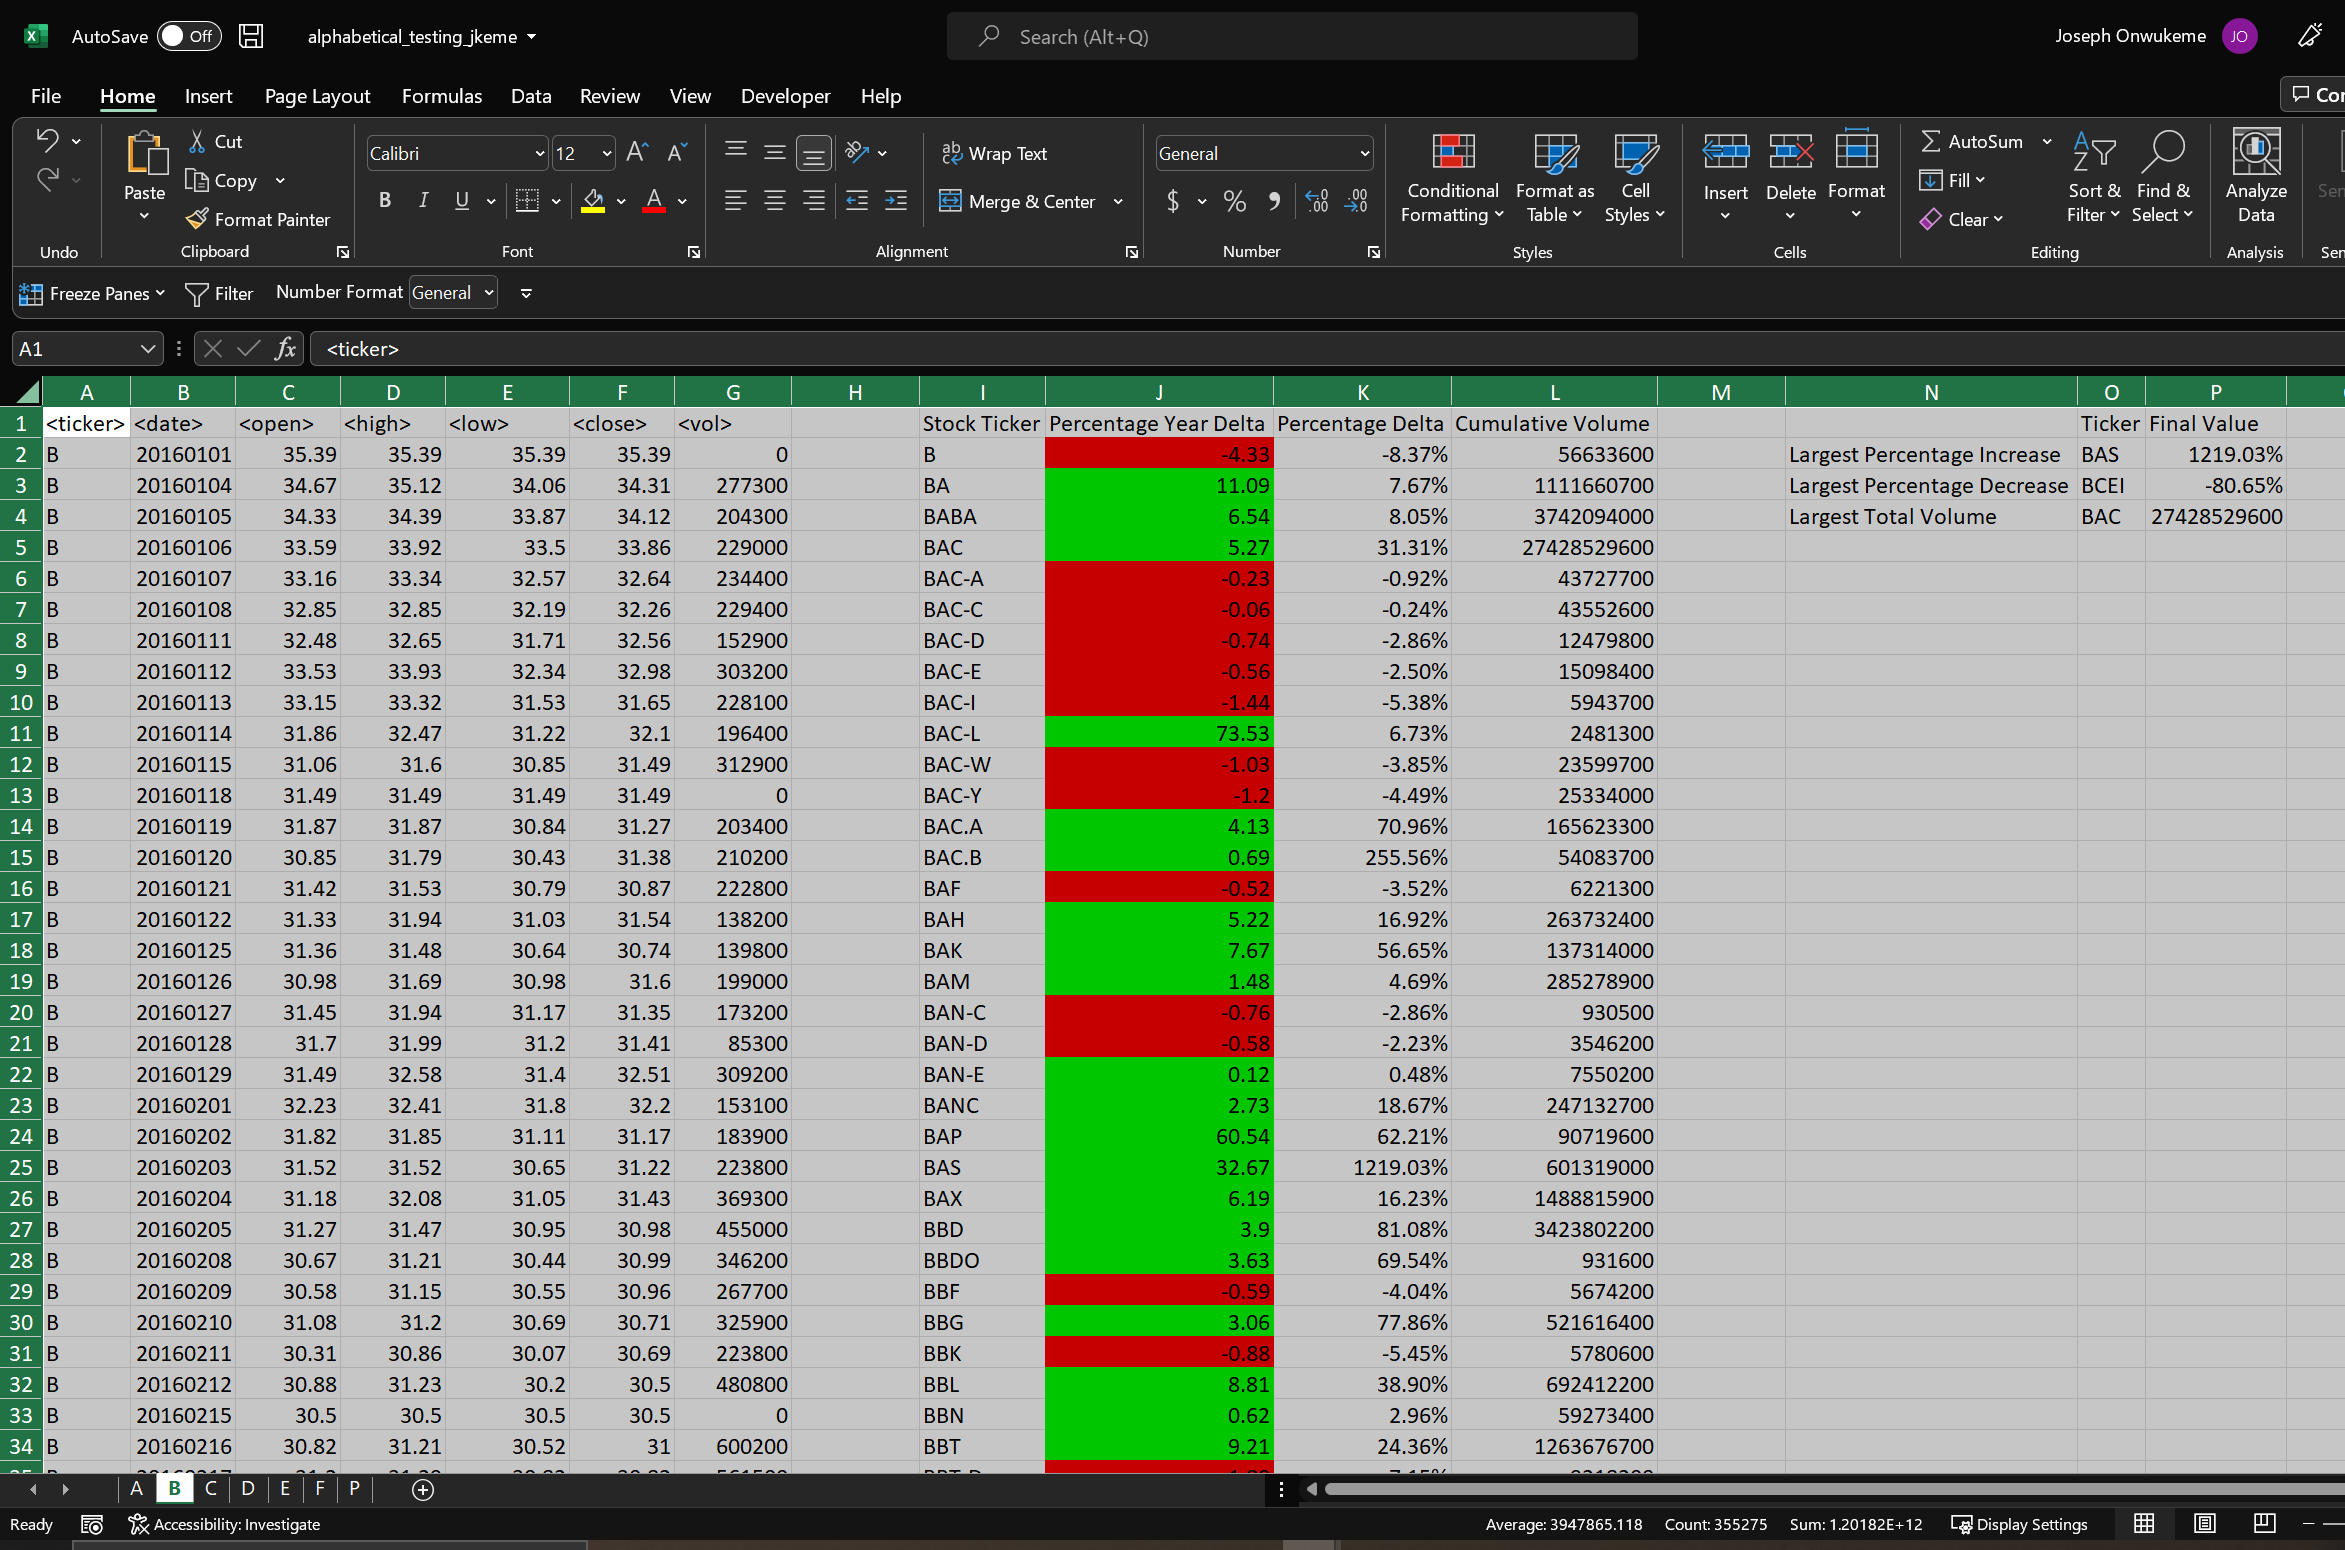 AutoSave Off alphabetical_testing_jkeme Search (Alt+Q) Joseph Onwukeme JO
File Home Insert Page Layout Formulas Data Review View Developer Help
Cut Calibri 12 Wrap Text General AutoSum
Paste Copy Merge & Center Conditional Formatting Format as Table Cell Styles Insert Delete Format Fill Sort & Filter Find & Select Analyze Data
Format Painter Clear
Undo Clipboard Font Alignment Number Styles Cells Editing Analysis
Freeze Panes Filter Number Format General
A1 fx <ticker>
A B C D E F G H I J K L M N O P
1 <ticker> <date> <open> <high> <low> <close> <vol> Stock Ticker Percentage Year Delta Percentage Delta Cumulative Volume Ticker Final Value
2 B 20160101 35.39 35.39 35.39 35.39 0 B -4.33 -8.37% 56633600 Largest Percentage Increase BAS 1219.03%
3 B 20160104 34.67 35.12 34.06 34.31 277300 BA 11.09 7.67% 1111660700 Largest Percentage Decrease BCEI -80.65%
4 B 20160105 34.33 34.39 33.87 34.12 204300 BABA 6.54 8.05% 3742094000 Largest Total Volume BAC 27428529600
5 B 20160106 33.59 33.92 33.5 33.86 229000 BAC 5.27 31.31% 27428529600
6 B 20160107 33.16 33.34 32.57 32.64 234400 BAC-A -0.23 -0.92% 43727700
7 B 20160108 32.85 32.85 32.19 32.26 229400 BAC-C -0.06 -0.24% 43552600
8 B 20160111 32.48 32.65 31.71 32.56 152900 BAC-D -0.74 -2.86% 12479800
9 B 20160112 33.53 33.93 32.34 32.98 303200 BAC-E -0.56 -2.50% 15098400
10 B 20160113 33.15 33.32 31.53 31.65 228100 BAC-I -1.44 -5.38% 5943700
11 B 20160114 31.86 32.47 31.22 32.1 196400 BAC-L 73.53 6.73% 2481300
12 B 20160115 31.06 31.6 30.85 31.49 312900 BAC-W -1.03 -3.85% 23599700
13 B 20160118 31.49 31.49 31.49 31.49 0 BAC-Y -1.2 -4.49% 25334000
14 B 20160119 31.87 31.87 30.84 31.27 203400 BAC.A 4.13 70.96% 165623300
15 B 20160120 30.85 31.79 30.43 31.38 210200 BAC.B 0.69 255.56% 54083700
16 B 20160121 31.42 31.53 30.79 30.87 222800 BAF -0.52 -3.52% 6221300
17 B 20160122 31.33 31.94 31.03 31.54 138200 BAH 5.22 16.92% 263732400
18 B 20160125 31.36 31.48 30.64 30.74 139800 BAK 7.67 56.65% 137314000
19 B 20160126 30.98 31.69 30.98 31.6 199000 BAM 1.48 4.69% 285278900
20 B 20160127 31.45 31.94 31.17 31.35 173200 BAN-C -0.76 -2.86% 930500
21 B 20160128 31.7 31.99 31.2 31.41 85300 BAN-D -0.58 -2.23% 3546200
22 B 20160129 31.49 32.58 31.4 32.51 309200 BAN-E 0.12 0.48% 7550200
23 B 20160201 32.23 32.41 31.8 32.2 153100 BANC 2.73 18.67% 247132700
24 B 20160202 31.82 31.85 31.11 31.17 183900 BAP 60.54 62.21% 90719600
25 B 20160203 31.52 31.52 30.65 31.22 223800 BAS 32.67 1219.03% 601319000
26 B 20160204 31.18 32.08 31.05 31.43 369300 BAX 6.19 16.23% 1488815900
27 B 20160205 31.27 31.47 30.95 30.98 455000 BBD 3.9 81.08% 3423802200
28 B 20160208 30.67 31.21 30.44 30.99 346200 BBDO 3.63 69.54% 931600
29 B 20160209 30.58 31.15 30.55 30.96 267700 BBF -0.59 -4.04% 5674200
30 B 20160210 31.08 31.2 30.69 30.71 325900 BBG 3.06 77.86% 521616400
31 B 20160211 30.31 30.86 30.07 30.69 223800 BBK -0.88 -5.45% 5780600
32 B 20160212 30.88 31.23 30.2 30.5 480800 BBL 8.81 38.90% 692412200
33 B 20160215 30.5 30.5 30.5 30.5 0 BBN 0.62 2.96% 59273400
34 B 20160216 30.82 31.21 30.52 31 600200 BBT 9.21 24.36% 1263676700
A B C D E F P
Ready Accessibility: Investigate Average: 3947865.118 Count: 355275 Sum: 1.20182E+12 Display Settings